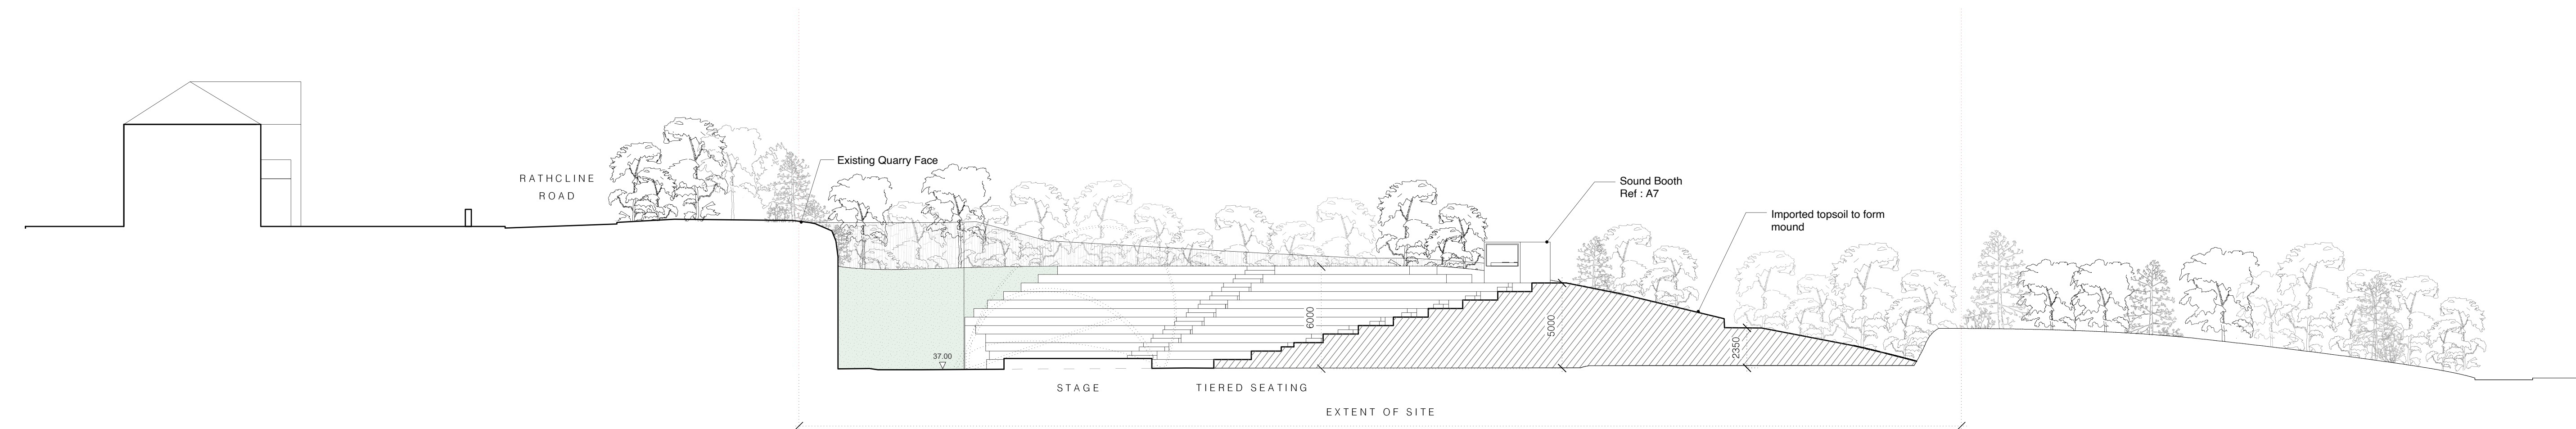 RATHCLINE
ROAD
Existing Quarry Face
Sound Booth
Ref : A7
Imported topsoil to form
mound
6000
5000
2350
37.00
STAGE
TIERED SEATING
EXTENT OF SITE